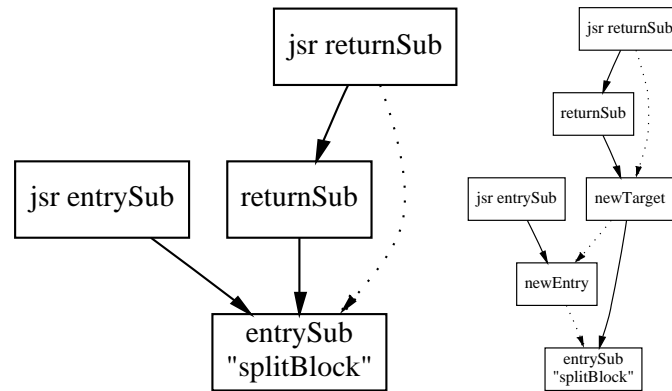 jsr returnSub
jsr entrySub
returnSub
entrySub
"splitBlock"
jsr returnSub
returnSub
jsr entrySub
newTarget
newEntry
entrySub
"splitBlock"